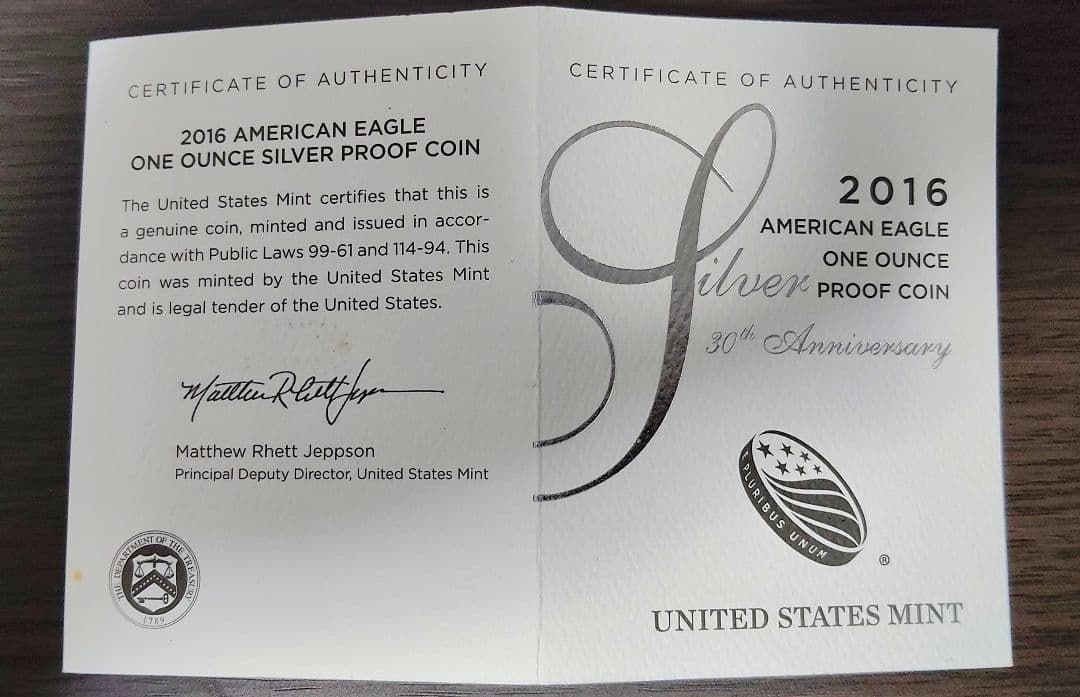 CERTIFICATE OF AUTHENTICITY
2016 AMERICAN EAGLE
ONE OUNCE SILVER PROOF COIN
The United States Mint certifies that this is
a genuine coin, minted and issued in accor-
dance with Public Laws 99-61 and 114-94. This
coin was minted by the United States Mint
and is legal tender of the United States.
Matthew Rhett Jeppson
Matthew Rhett Jeppson
Principal Deputy Director, United States Mint
THE DEPARTMENT OF THE TREASURY
1789
CERTIFICATE OF AUTHENTICITY
2016
AMERICAN EAGLE
ONE OUNCE
Silver PROOF COIN
30th Anniversary
E PLURIBUS UNUM
®
UNITED STATES MINT